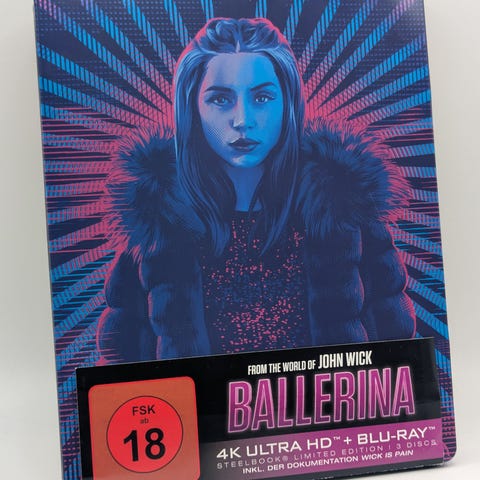 FROM THE WORLD OF JOHN WICK
BALLERINA
FSK
ab
18
4K ULTRA HD™ + BLU-RAY™
STEELBOOK® LIMITED EDITION | 3 DISCS
INKL. DER DOKUMENTATION WICK IS PAIN